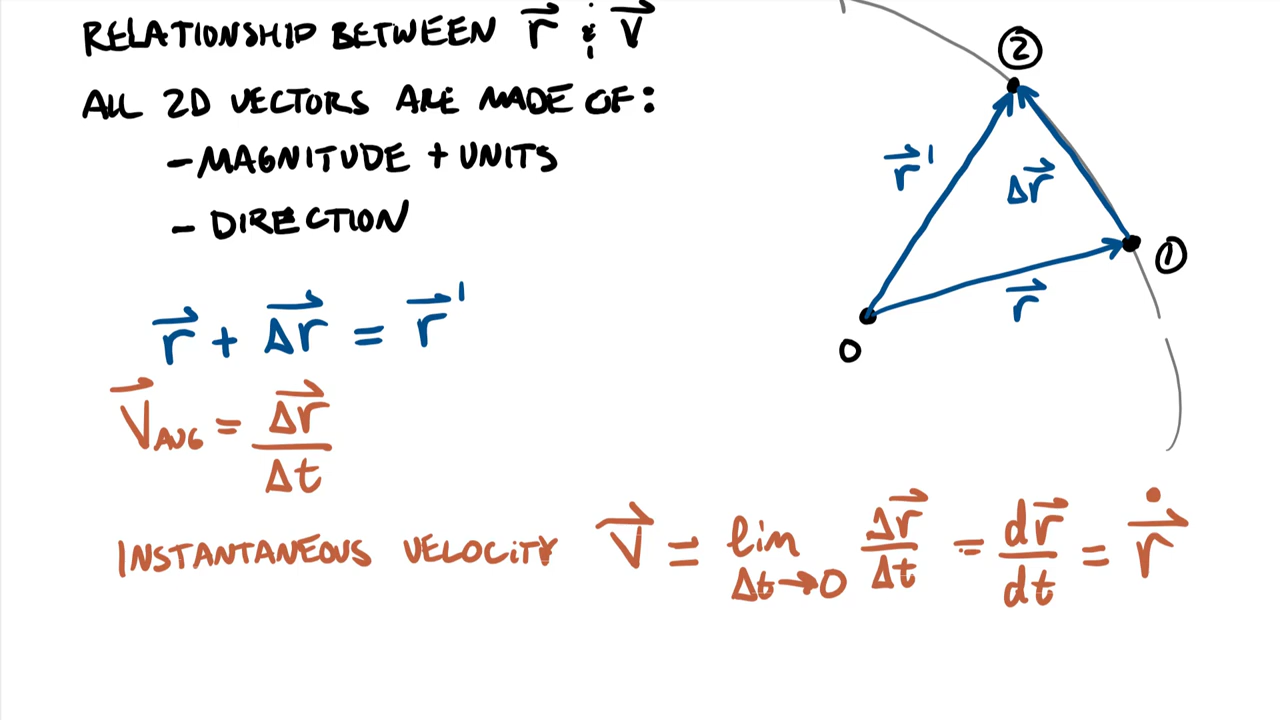 RELATIONSHIP BETWEEN r⃗ & v⃗
ALL 2D VECTORS ARE MADE OF:
- MAGNITUDE + UNITS
- DIRECTION
r⃗ + Δr⃗ = r⃗'
V⃗AVG = Δr⃗/Δt
INSTANTANEOUS VELOCITY V⃗ = lim Δt→0 Δr⃗/Δt = dr⃗/dt = ṙ⃗
②
r⃗'
Δr⃗
①
r⃗
O